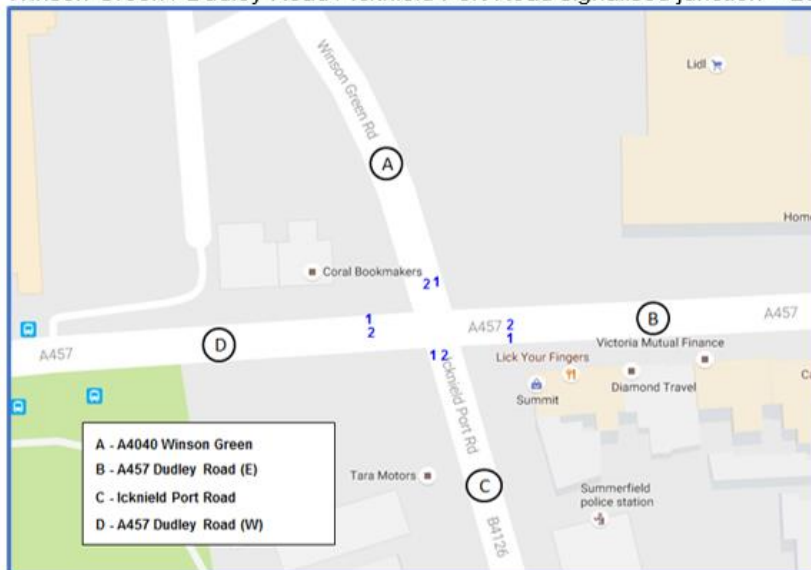 Winson Green Rd
Lidl
A
Home
Coral Bookmakers
2 1
1
2
A457
2
1
B
A457
A457
D
1 2
Victoria Mutual Finance
Lick Your Fingers
Summit
Diamond Travel
Icknield Port Rd
A - A4040 Winson Green
B - A457 Dudley Road (E)
C - Icknield Port Road
D - A457 Dudley Road (W)
Tara Motors
C
Summerfield
police station
B4126